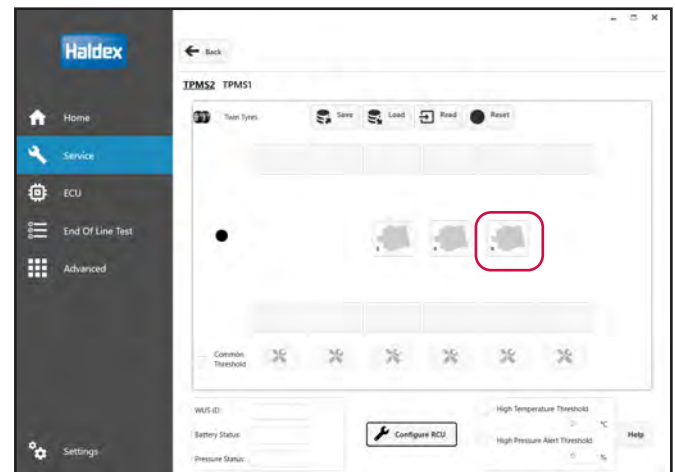 Haldex
Back
TPMS2 TPMS1
Home
Twin Tyres
Save
Load
Read
Reset
Service
ECU
End Of Line Test
Advanced
Common
Threshold
WUS ID:
High Temperature Threshold
°C
Battery Status:
Configure RCU
High Pressure Alert Threshold
Help
Settings
Pressure Status:
%